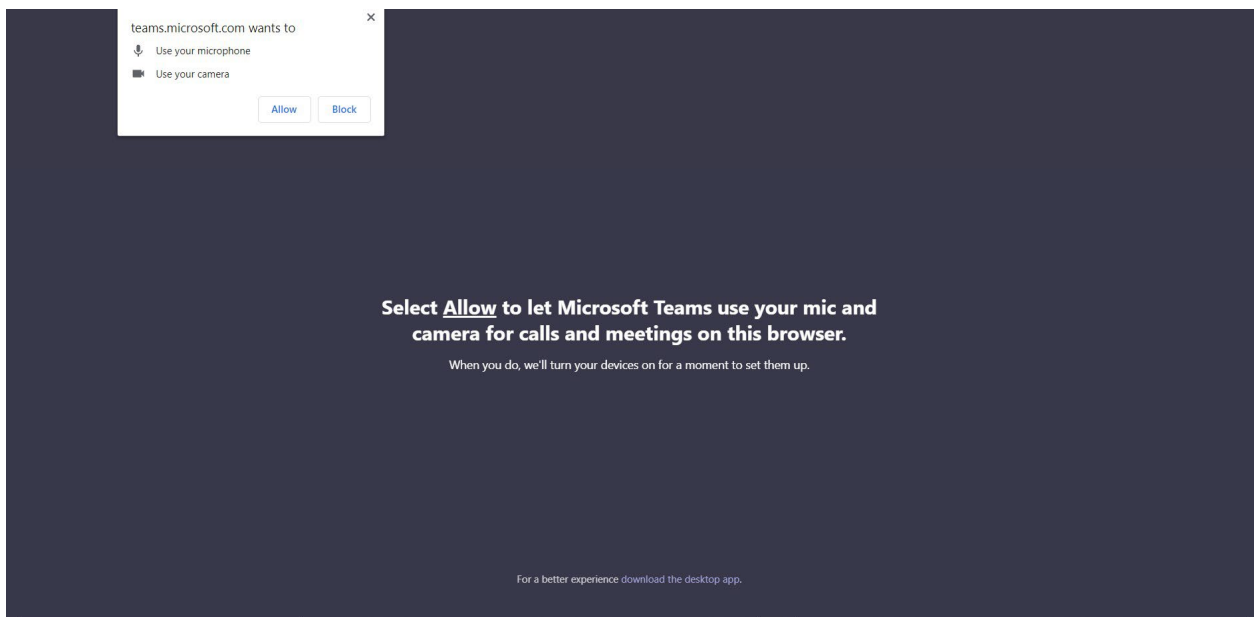 teams.microsoft.com wants to
Use your microphone
Use your camera
Allow Block
Select Allow to let Microsoft Teams use your mic and
camera for calls and meetings on this browser.
When you do, we'll turn your devices on for a moment to set them up.
For a better experience download the desktop app.